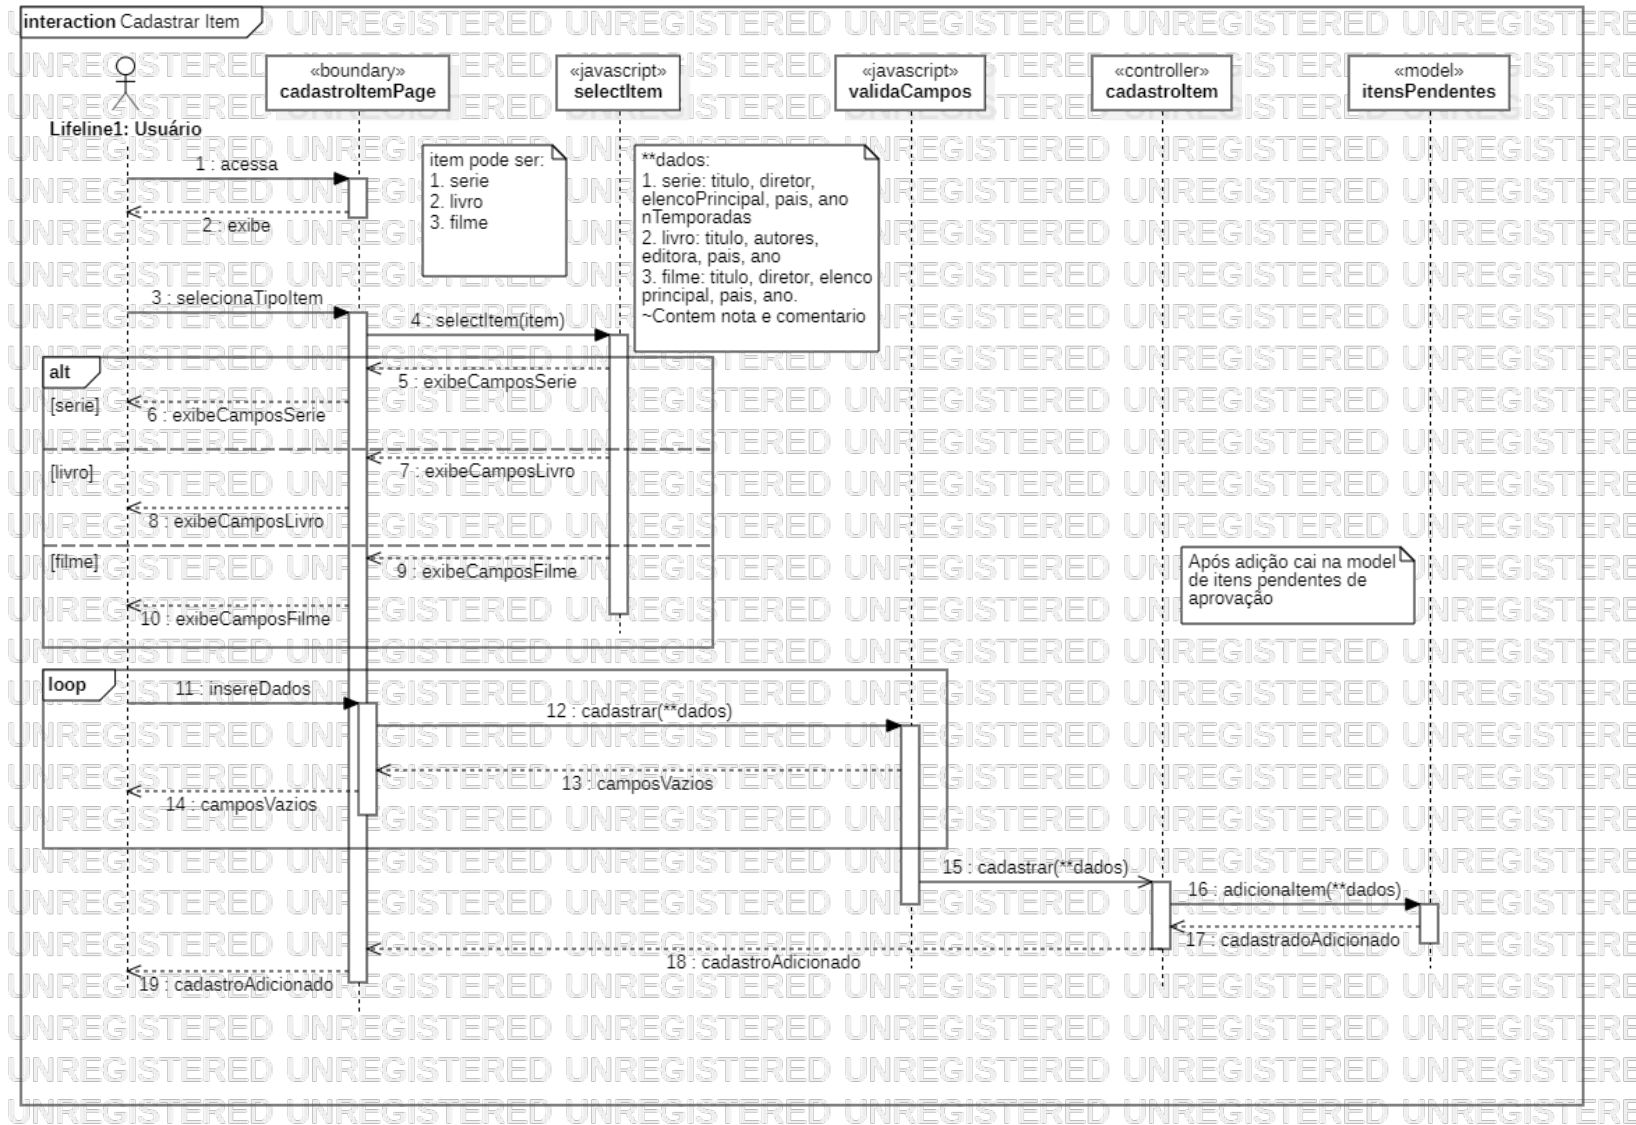 interaction Cadastrar Item
«boundary»
cadastroItemPage
«javascript»
selectItem
«javascript»
validaCampos
«controller»
cadastroItem
«model»
itensPendentes
Lifeline1: Usuário
1 : acessa
2 : exibe
item pode ser:
1. serie
2. livro
3. filme
**dados:
1. serie: titulo, diretor,
elencoPrincipal, pais, ano
nTemporadas
2. livro: titulo, autores,
editora, pais, ano
3. filme: titulo, diretor, elenco
principal, pais, ano.
~Contem nota e comentario
3 : selecionaTipoItem
4 : selectItem(item)
alt
[serie]
5 : exibeCamposSerie
6 : exibeCamposSerie
[livro]
7 : exibeCamposLivro
8 : exibeCamposLivro
[filme]
9 : exibeCamposFilme
10 : exibeCamposFilme
Após adição cai na model
de itens pendentes de
aprovação
loop
11 : insereDados
12 : cadastrar(**dados)
13 : camposVazios
14 : camposVazios
15 : cadastrar(**dados)
16 : adicionaItem(**dados)
17 : cadastradoAdicionado
18 : cadastroAdicionado
19 : cadastroAdicionado
UNREGISTERED UNREGISTERED UNREGISTERED UNREGISTERED UNREGISTERED UNREGISTERE